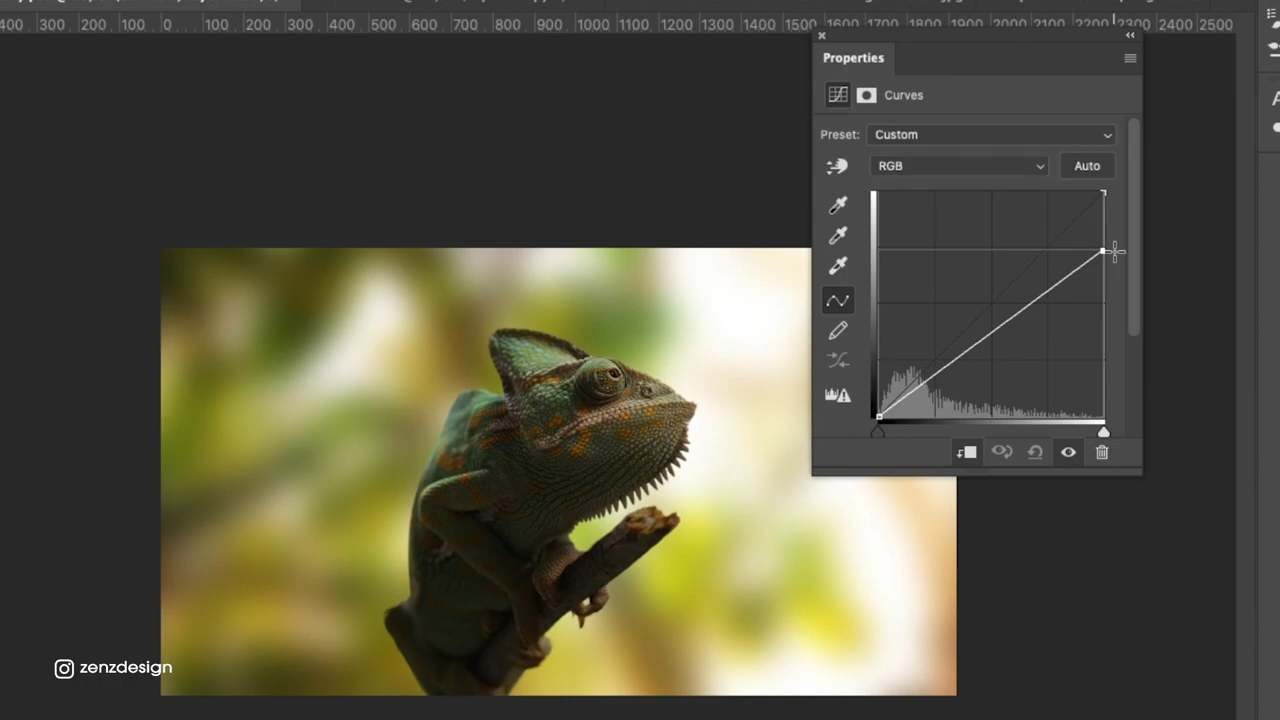 400 300 200 100 0 100 200 300 400 500 600 700 800 900 1000 1100 1200 1300 1400 1500 1600 1700 1800 1900 2000 2100 2200 2300 2400 2500
Properties
Curves
Preset: Custom
RGB Auto
zenzdesign